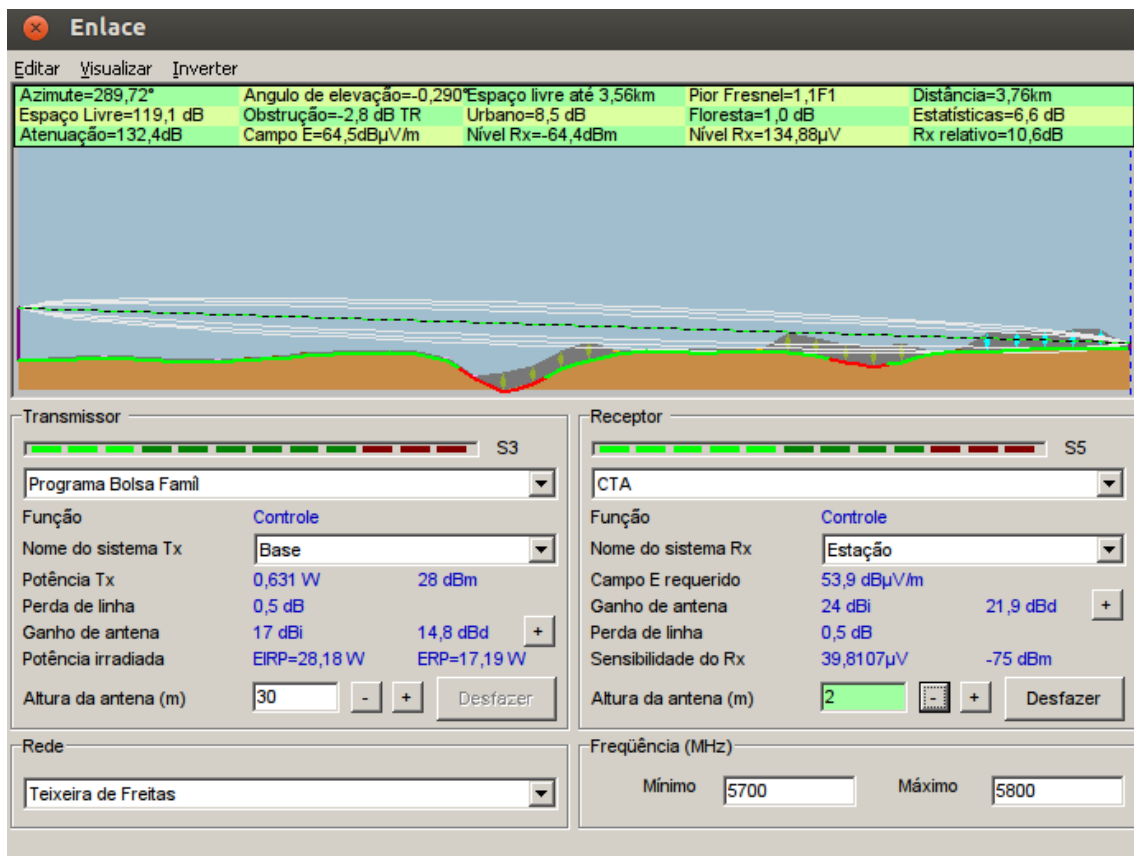 Enlace
Editar Visualizar Inverter
Azimute=289,72° Angulo de elevação=-0,290° Espaço livre até 3,56km Pior Fresnel=1,1F1 Distância=3,76km
Espaço Livre=119,1 dB Obstrução=-2,8 dB TR Urbano=8,5 dB Floresta=1,0 dB Estatísticas=6,6 dB
Atenuação=132,4dB Campo E=64,5dBµV/m Nível Rx=-64,4dBm Nível Rx=134,88µV Rx relativo=10,6dB
Transmissor
S3
Programa Bolsa Famíl
Função Controle
Nome do sistema Tx Base
Potência Tx 0,631 W 28 dBm
Perda de linha 0,5 dB
Ganho de antena 17 dBi 14,8 dBd +
Potência irradiada EIRP=28,18 W ERP=17,19 W
Altura da antena (m) 30 - + Desfazer
Rede
Teixeira de Freitas
Receptor
S5
CTA
Função Controle
Nome do sistema Rx Estação
Campo E requerido 53,9 dBµV/m
Ganho de antena 24 dBi 21,9 dBd +
Perda de linha 0,5 dB
Sensibilidade do Rx 39,8107µV -75 dBm
Altura da antena (m) 2 - + Desfazer
Freqüência (MHz)
Mínimo 5700 Máximo 5800